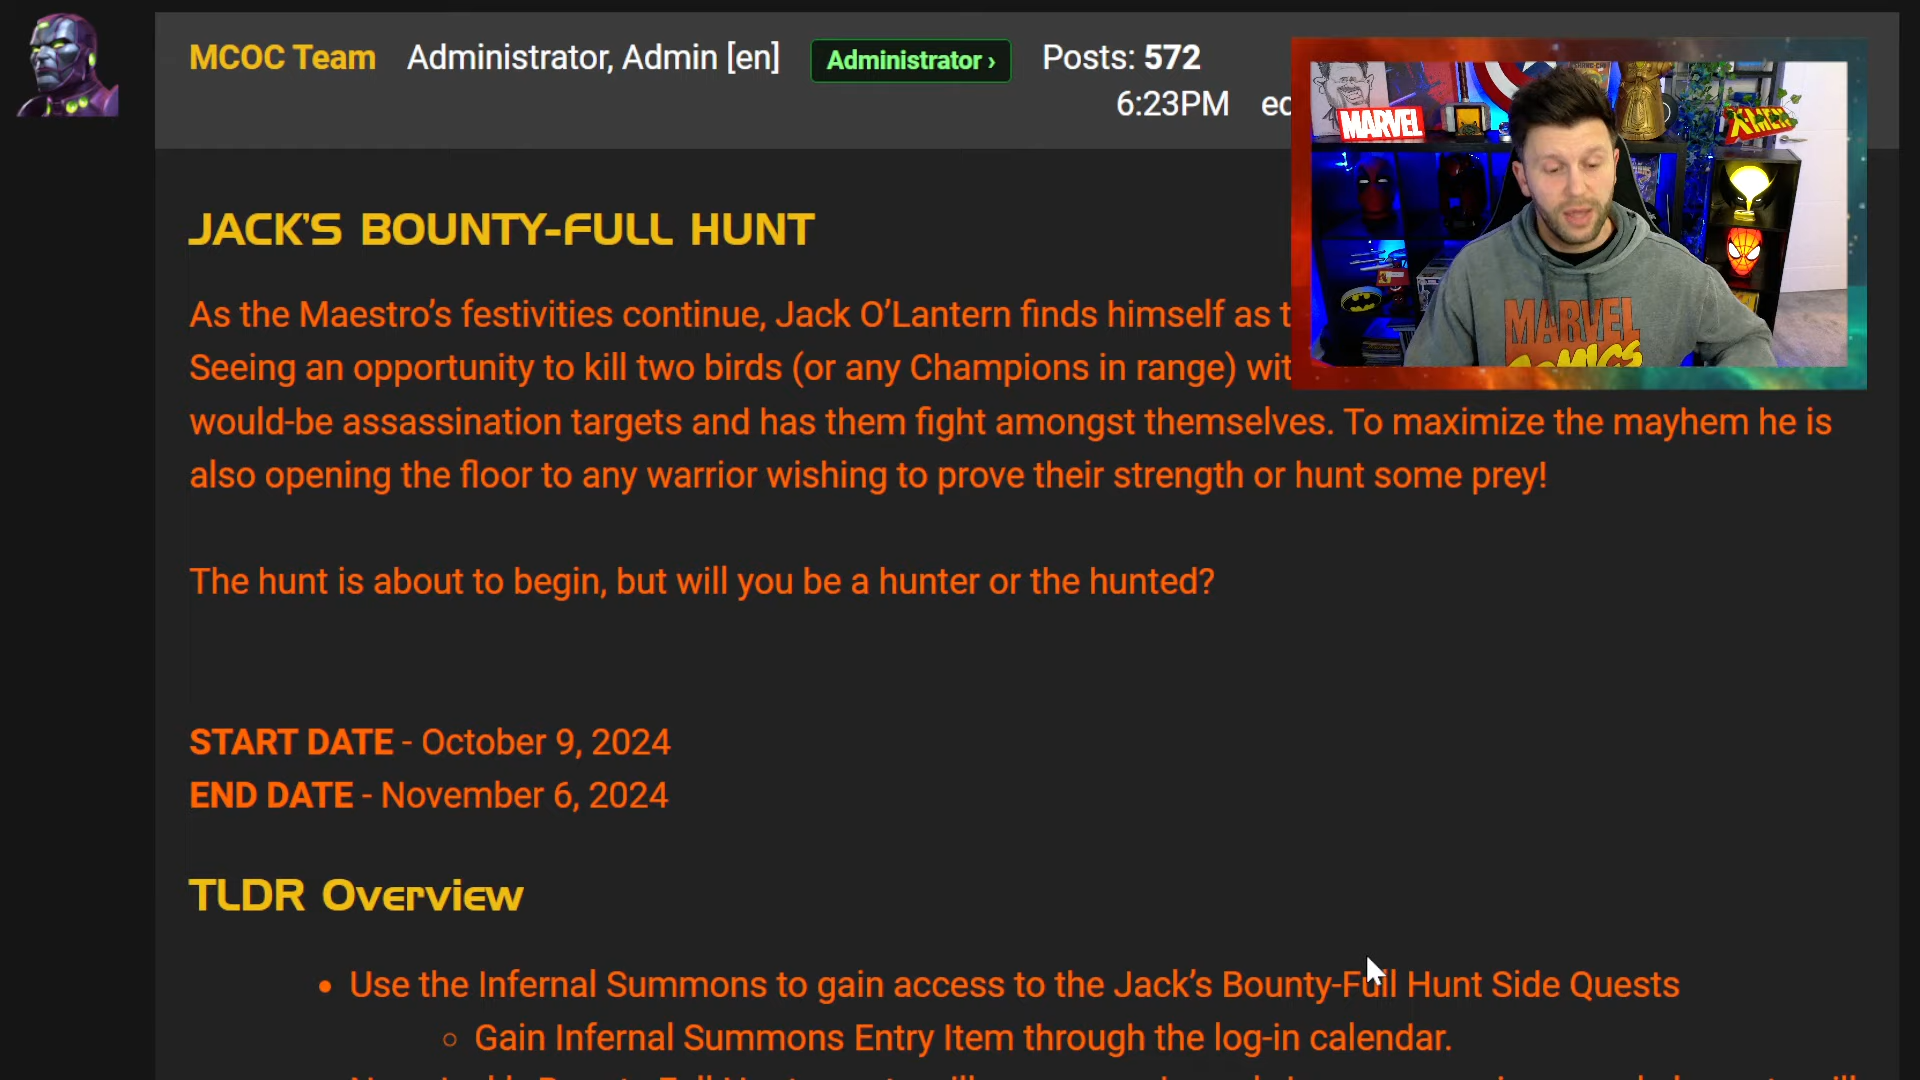 MCOC Team Administrator, Admin [en] Administrator › Posts: 572
6:23PM
MARVEL
X-MEN
MARVEL
COMICS
JACK'S BOUNTY-FULL HUNT
As the Maestro's festivities continue, Jack O'Lantern finds himself as
Seeing an opportunity to kill two birds (or any Champions in range)
would-be assassination targets and has them fight amongst themselves. To maximize the mayhem he is
also opening the floor to any warrior wishing to prove their strength or hunt some prey!
The hunt is about to begin, but will you be a hunter or the hunted?
START DATE - October 9, 2024
END DATE - November 6, 2024
TLDR Overview
• Use the Infernal Summons to gain access to the Jack's Bounty-Full Hunt Side Quests
○ Gain Infernal Summons Entry Item through the log-in calendar.